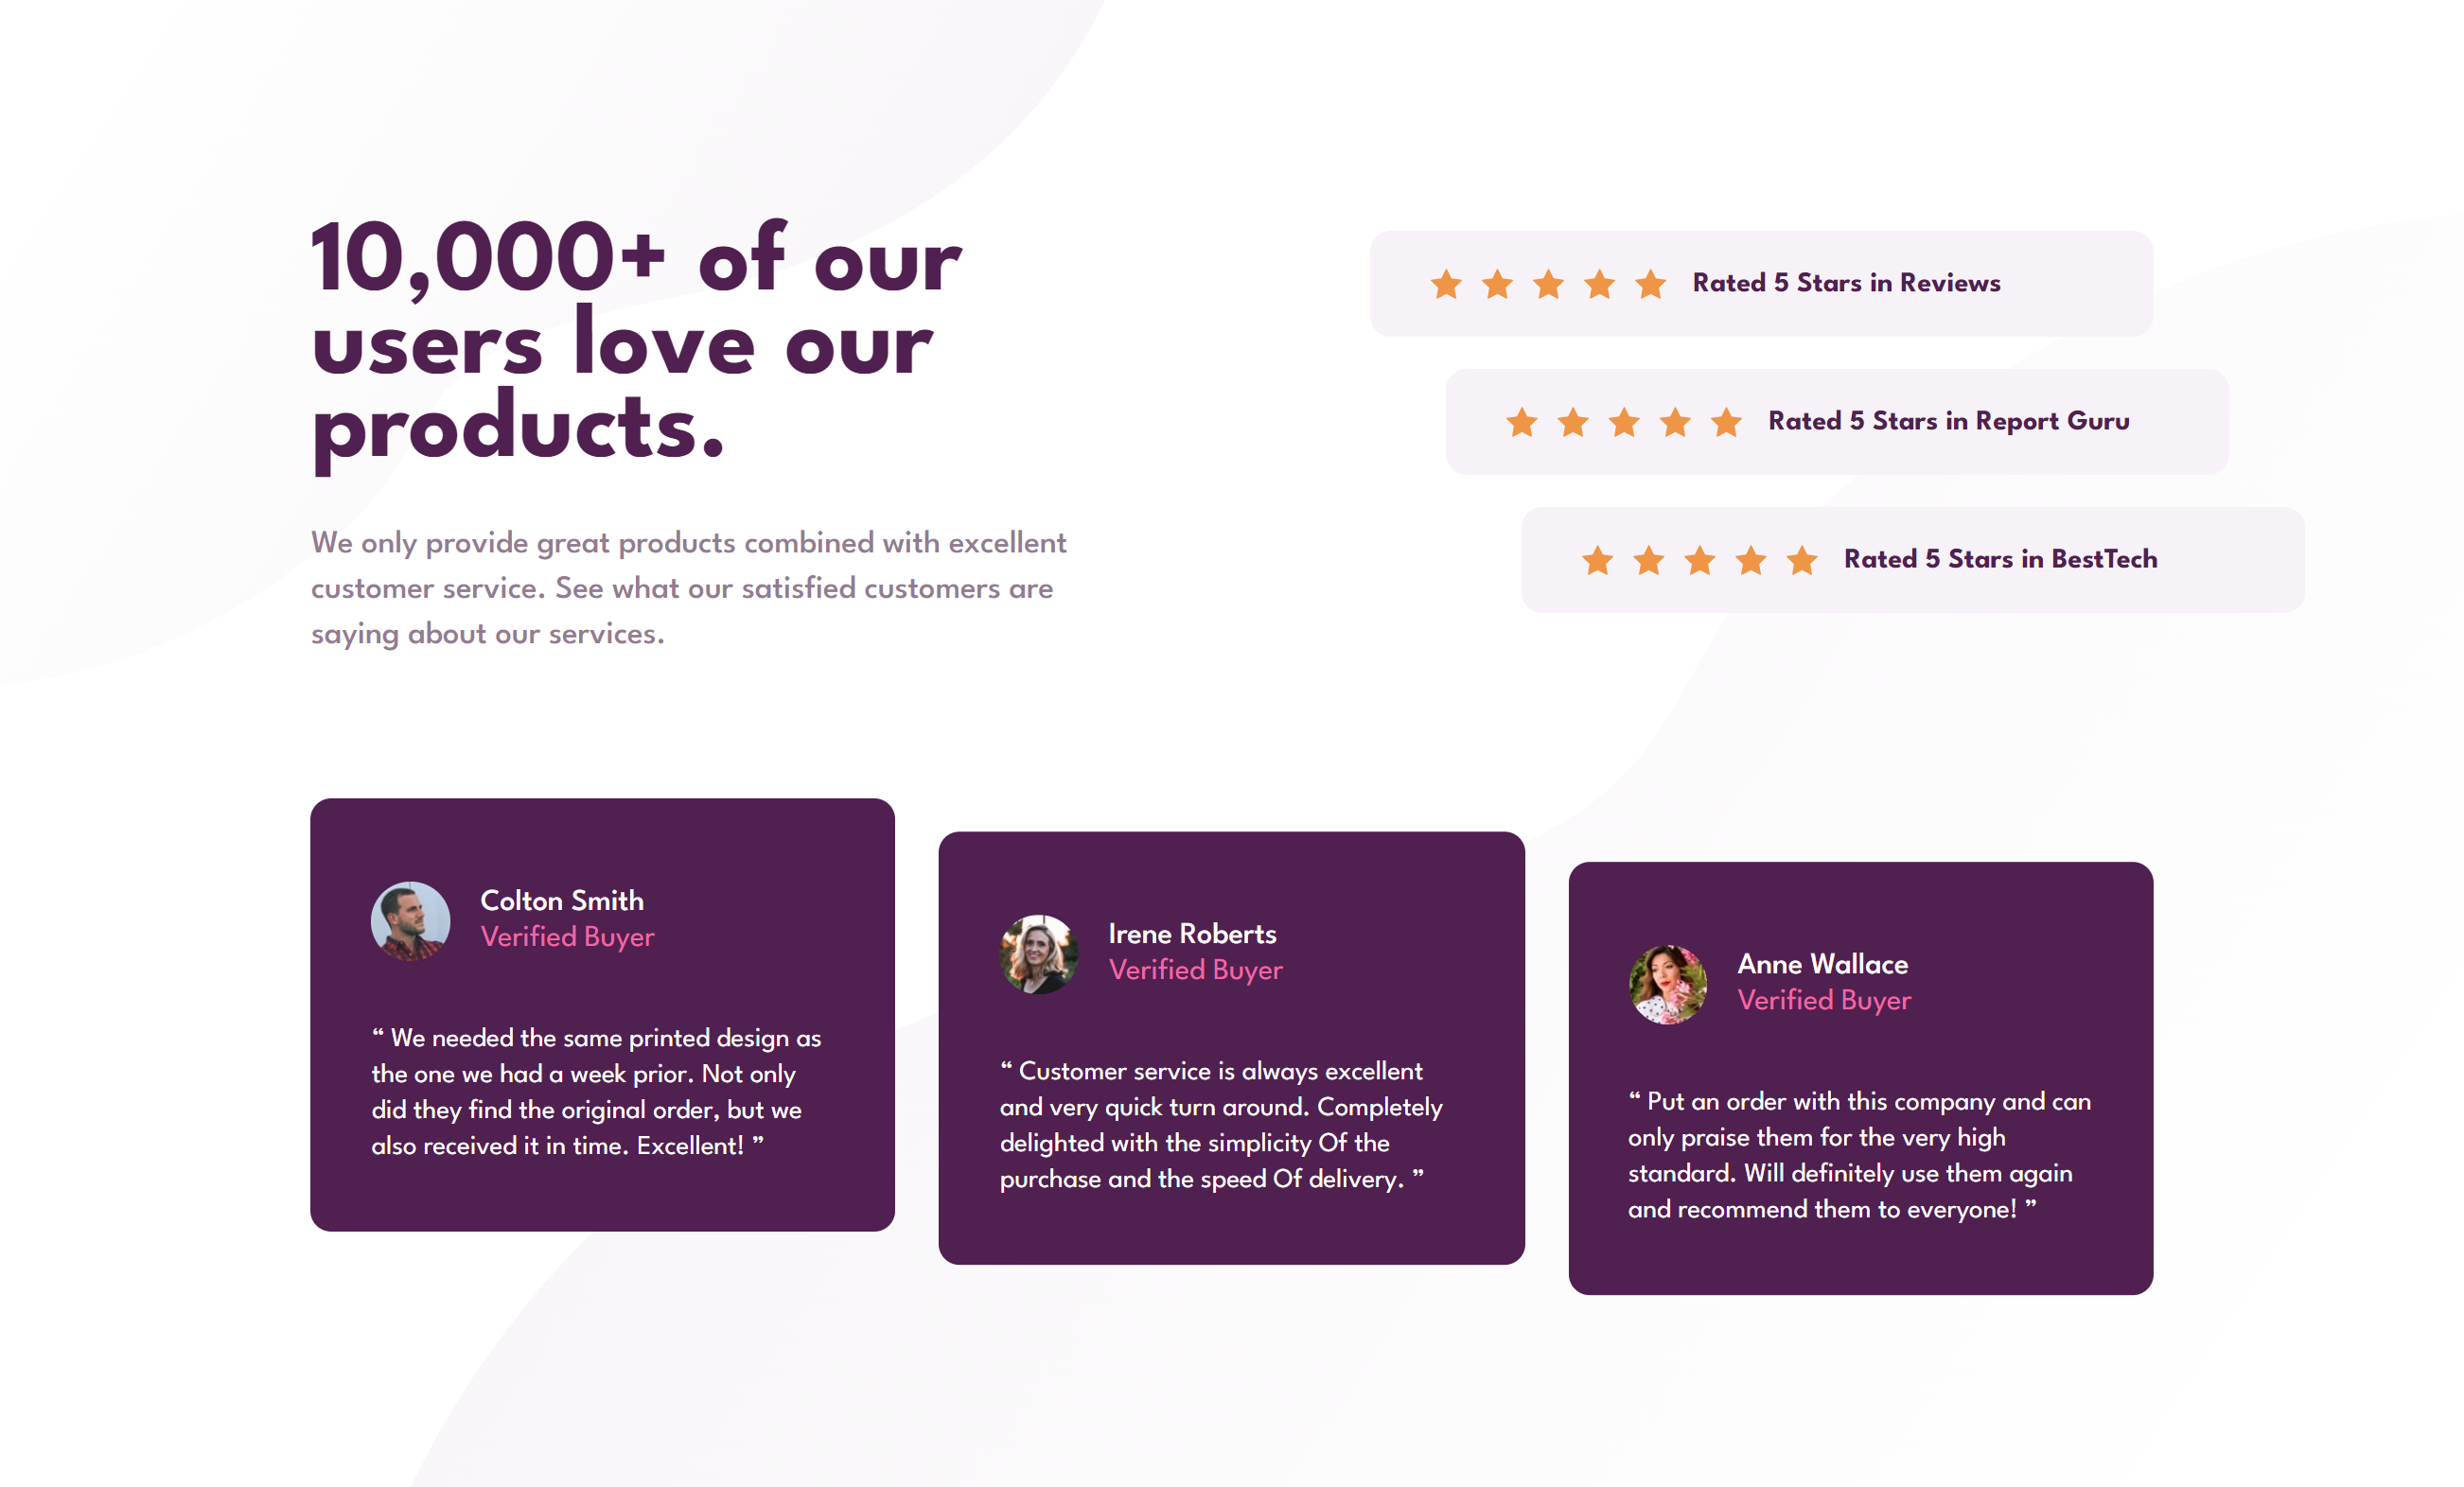 10,000+ of our
users love our
products.
We only provide great products combined with excellent
customer service. See what our satisfied customers are
saying about our services.
Rated 5 Stars in Reviews
Rated 5 Stars in Report Guru
Rated 5 Stars in BestTech
Colton Smith
Verified Buyer
“ We needed the same printed design as
the one we had a week prior. Not only
did they find the original order, but we
also received it in time. Excellent! ”
Irene Roberts
Verified Buyer
“ Customer service is always excellent
and very quick turn around. Completely
delighted with the simplicity Of the
purchase and the speed Of delivery. ”
Anne Wallace
Verified Buyer
“ Put an order with this company and can
only praise them for the very high
standard. Will definitely use them again
and recommend them to everyone! ”